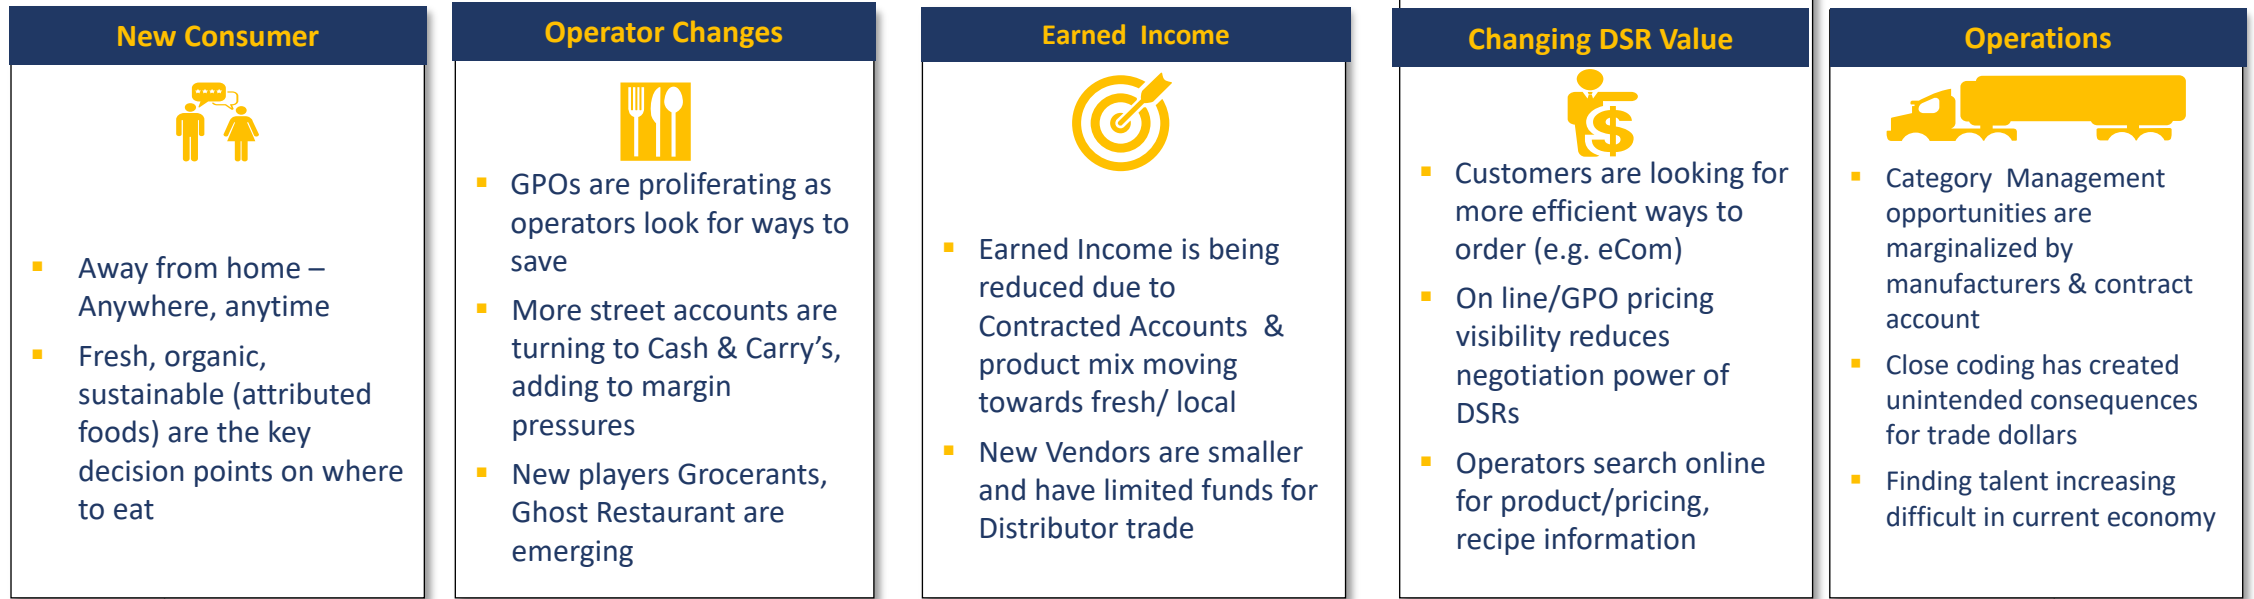 New Consumer
Away from home –
Anywhere, anytime
Fresh, organic,
sustainable (attributed
foods) are the key
decision points on where
to eat
Operator Changes
GPOs are proliferating as
operators look for ways to
save
More street accounts are
turning to Cash & Carry’s,
adding to margin
pressures
New players Grocerants,
Ghost Restaurant are
emerging
Earned Income
Earned Income is being
reduced due to
Contracted Accounts &
product mix moving
towards fresh/ local
New Vendors are smaller
and have limited funds for
Distributor trade
Changing DSR Value
Customers are looking for
more efficient ways to
order (e.g. eCom)
On line/GPO pricing
visibility reduces
negotiation power of
DSRs
Operators search online
for product/pricing,
recipe information
Operations
Category Management
opportunities are
marginalized by
manufacturers & contract
account
Close coding has created
unintended consequences
for trade dollars
Finding talent increasing
difficult in current economy